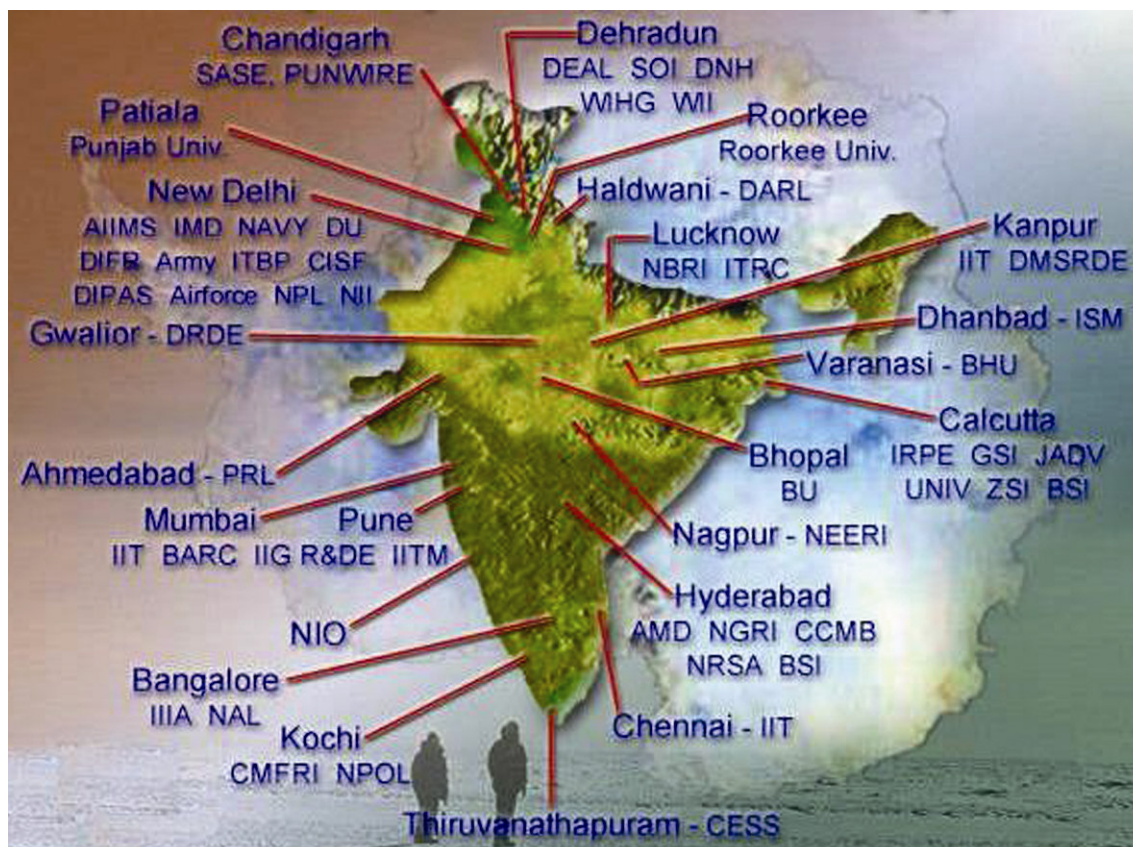 Chandigarh
SASE, PUNWIRE
Dehradun
DEAL SOI DNH
WIHG WII
Patiala
Punjab Univ.
Roorkee
Roorkee Univ.
New Delhi
AIIMS IMD NAVY DU
DIFR Army ITBP CISF
DIPAS Airforce NPL NII
Haldwani - DARL
Lucknow
NBRI ITRC
Kanpur
IIT DMSRDE
Gwalior - DRDE
Dhanbad - ISM
Varanasi - BHU
Calcutta
IRPE GSI JADV
UNIV ZSI BSI
Ahmedabad - PRL
Bhopal
BU
Mumbai
IIT BARC IIG
Pune
R&DE IITM
Nagpur - NEERI
NIO
Hyderabad
AMD NGRI CCMB
NRSA BSI
Bangalore
IIIA NAL
Kochi
CMFRI NPOL
Chennai - IIT
Thiruvanathapuram - CESS